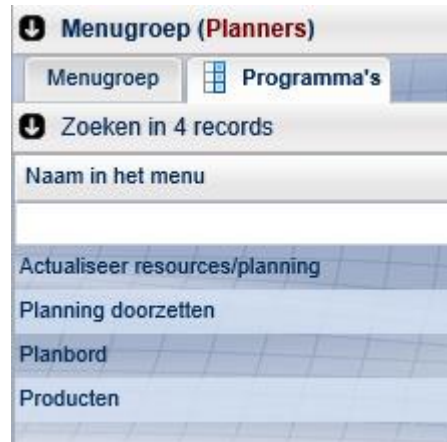 Menugroep (Planners)
Menugroep Programma's
Zoeken in 4 records
Naam in het menu
Actualiseer resources/planning
Planning doorzetten
Planbord
Producten